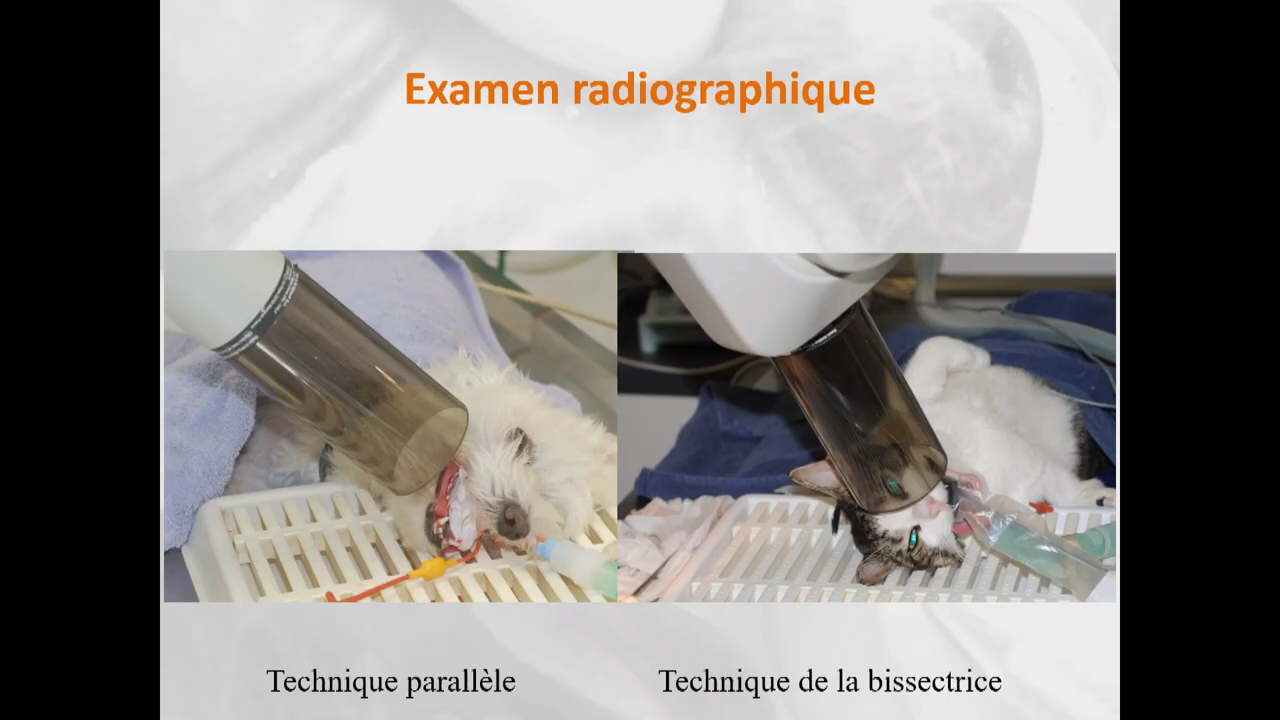 Examen radiographique
Technique parallèle
Technique de la bissectrice